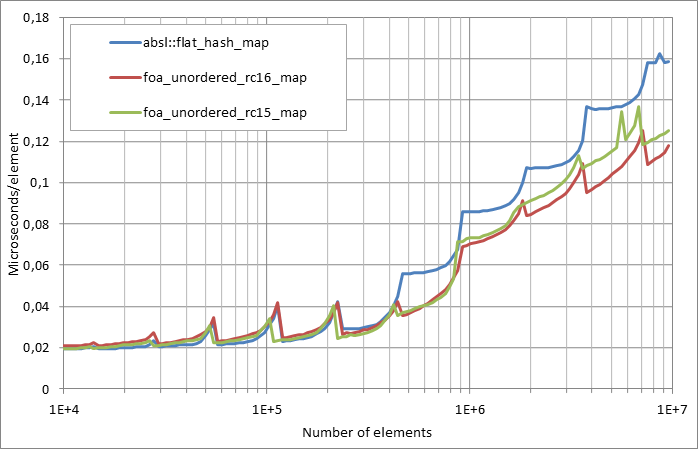 0,18
0,16
0,14
0,12
0,1
0,08
0,06
0,04
0,02
0
Microseconds/element
absl::flat_hash_map
foa_unordered_rc16_map
foa_unordered_rc15_map
1E+4 1E+5 1E+6 1E+7
Number of elements